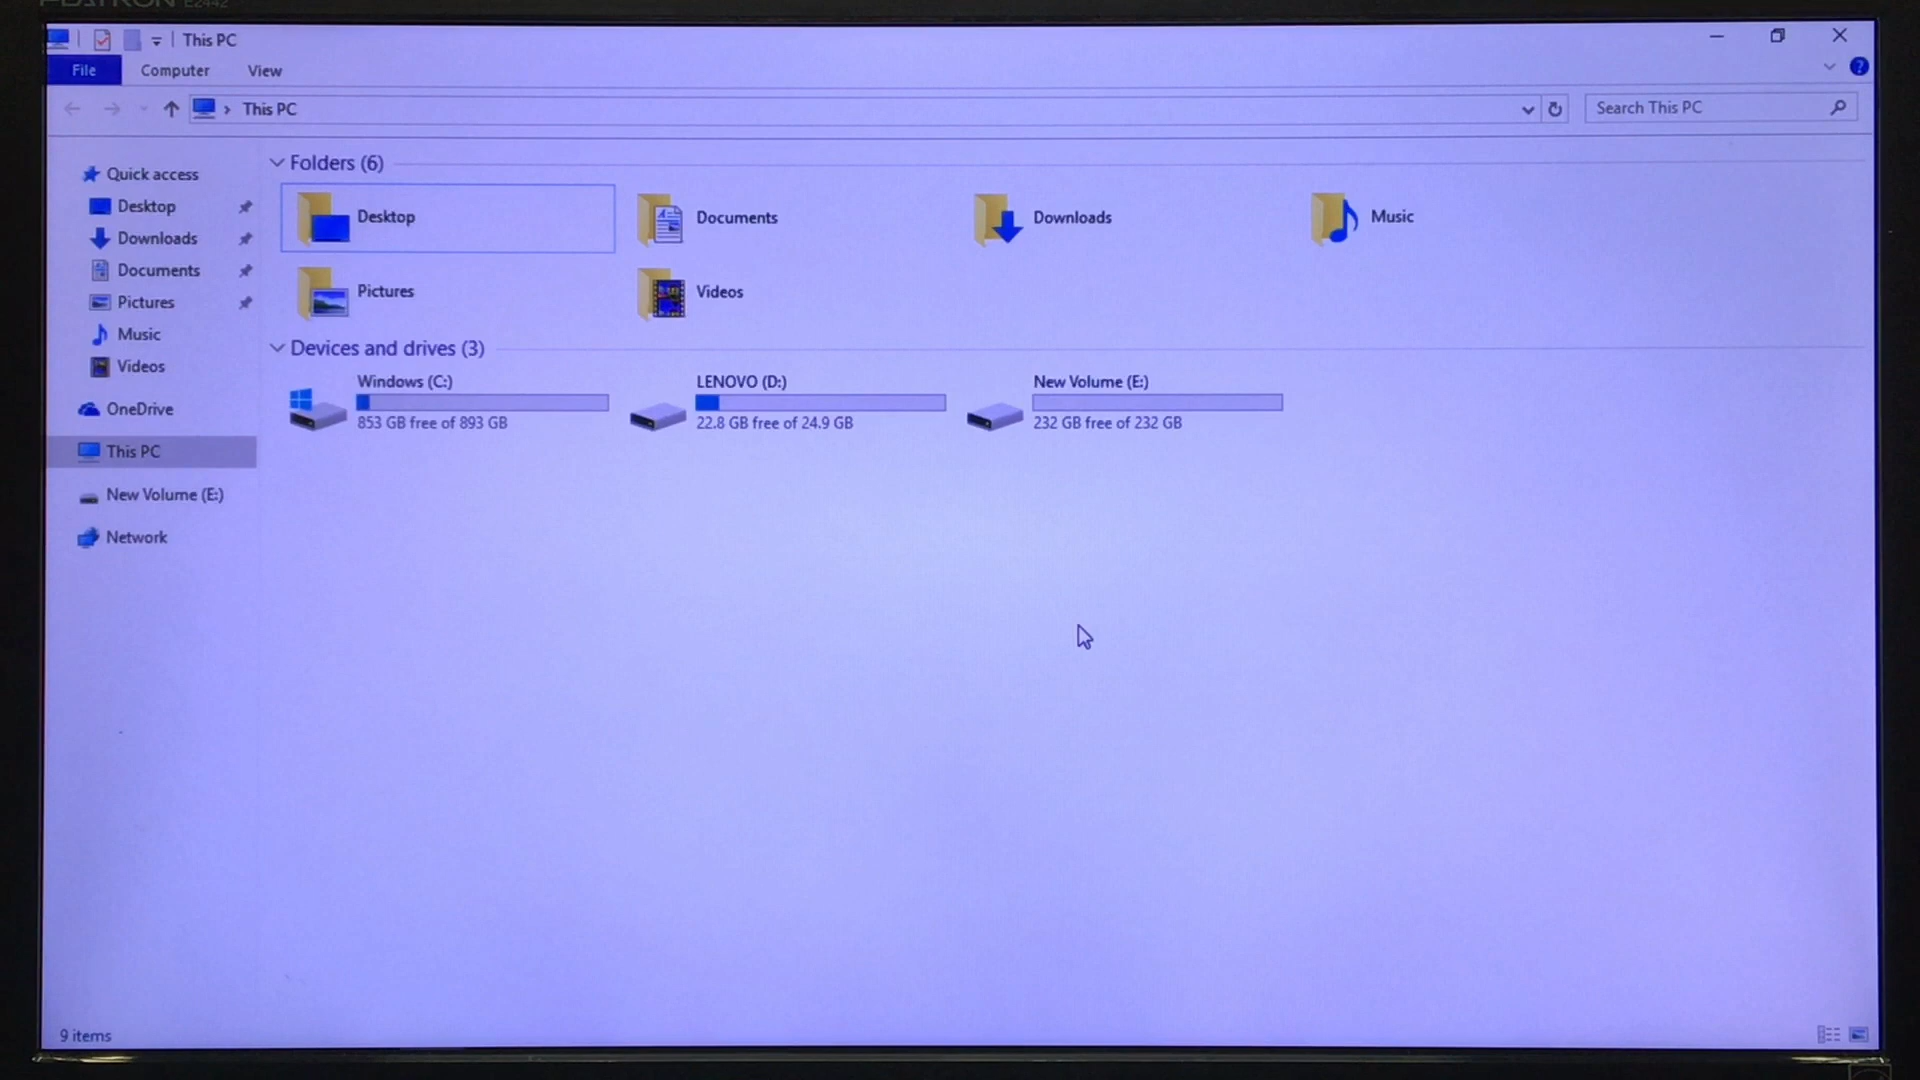 E2442
This PC
File
Computer
View
This PC
Search This PC
Quick access
Desktop
Downloads
Documents
Pictures
Music
Videos
OneDrive
This PC
New Volume (E:)
Network
Folders (6)
Desktop
Documents
Downloads
Music
Pictures
Videos
Devices and drives (3)
Windows (C:)
853 GB free of 893 GB
LENOVO (D:)
22.8 GB free of 24.9 GB
New Volume (E:)
232 GB free of 232 GB
9 items